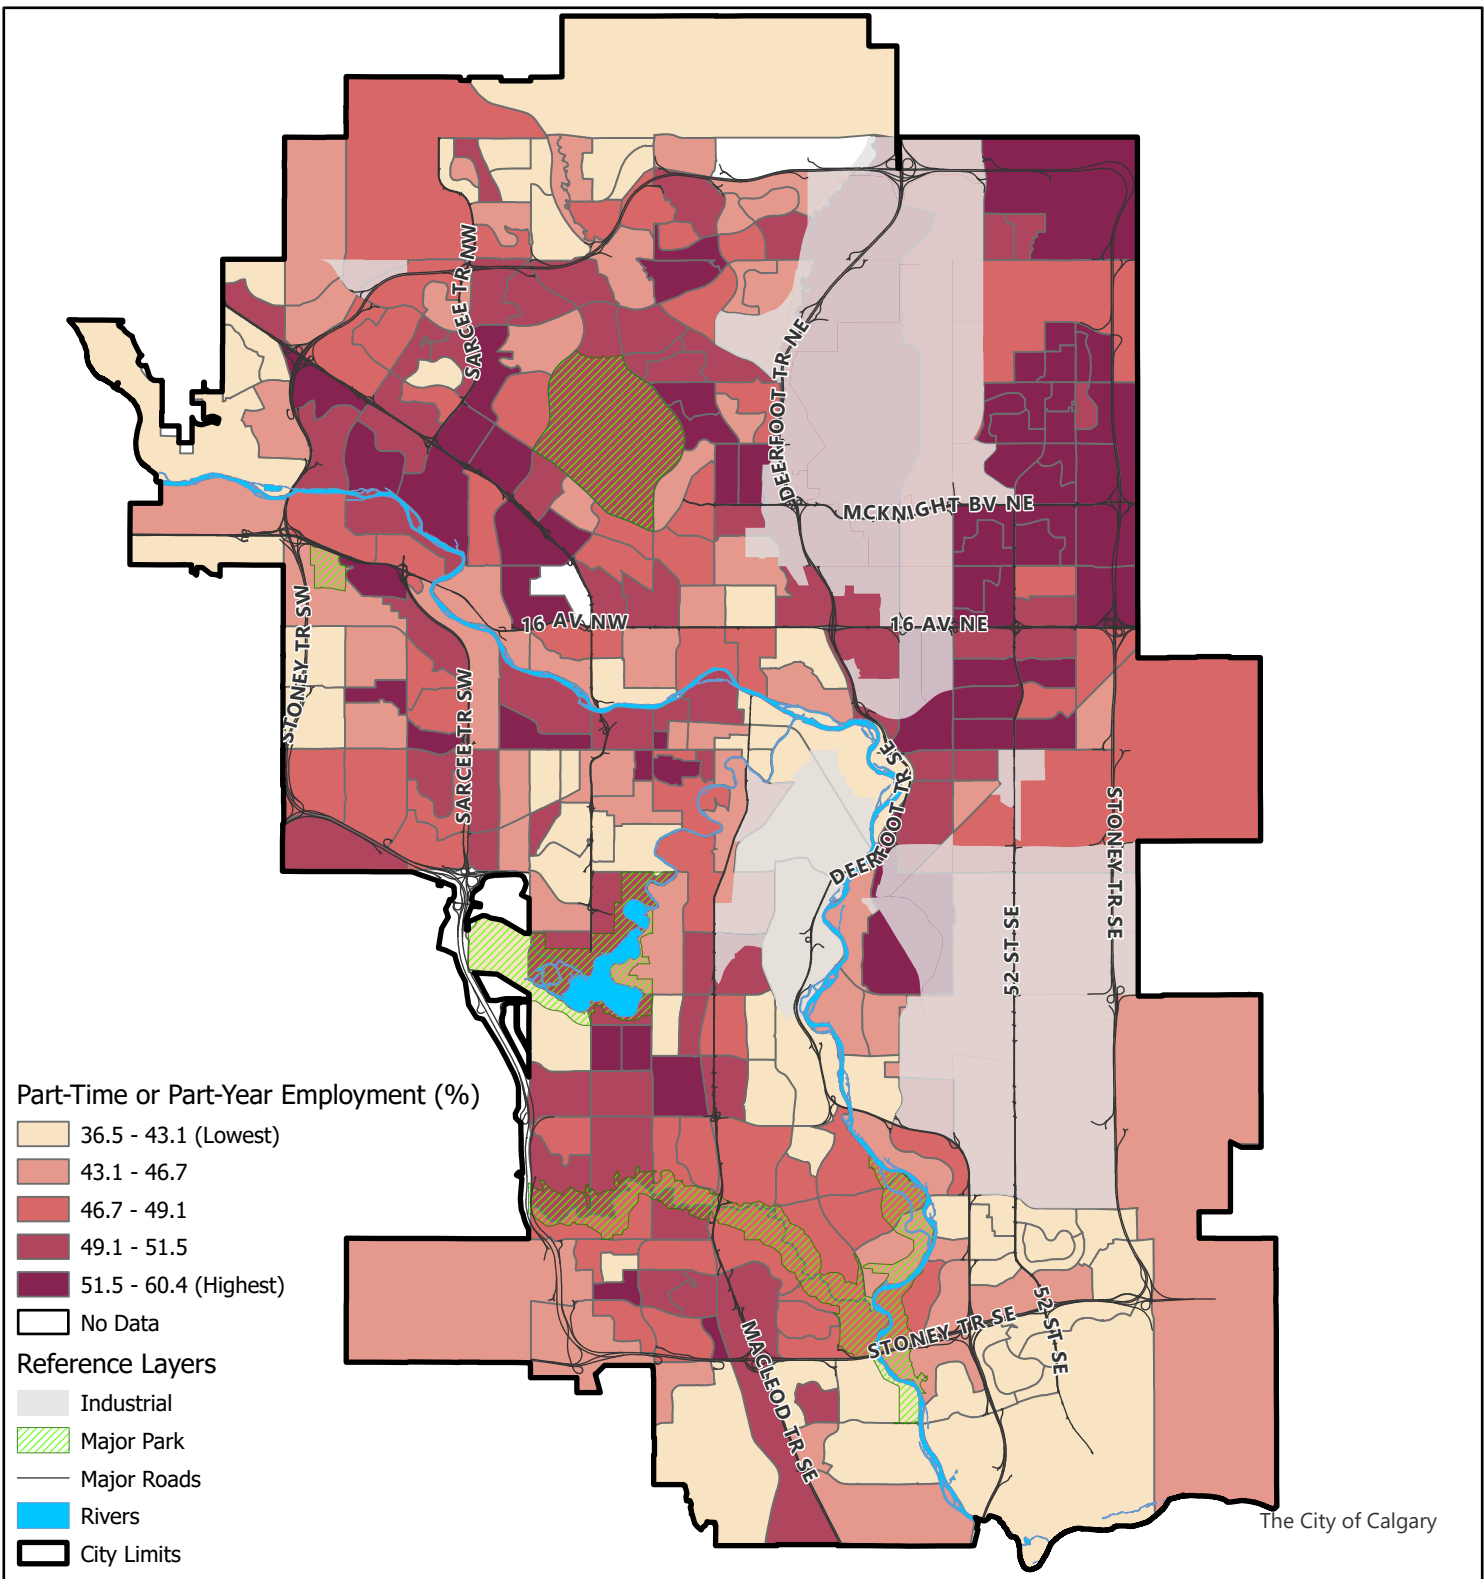 SARCEE TR NW
DEERFOOT TR NE
MCKNIGHT BV NE
16 AV NW
16 AV NE
STONEY TR SW
SARCEE TR SW
DEERFOOT TR SE
STONEY TR SE
52 ST SE
STONEY TR SE
52 ST SE
MACLEOD TR SE
Part-Time or Part-Year Employment (%)
36.5 - 43.1 (Lowest)
43.1 - 46.7
46.7 - 49.1
49.1 - 51.5
51.5 - 60.4 (Highest)
No Data
Reference Layers
Industrial
Major Park
Major Roads
Rivers
City Limits
The City of Calgary